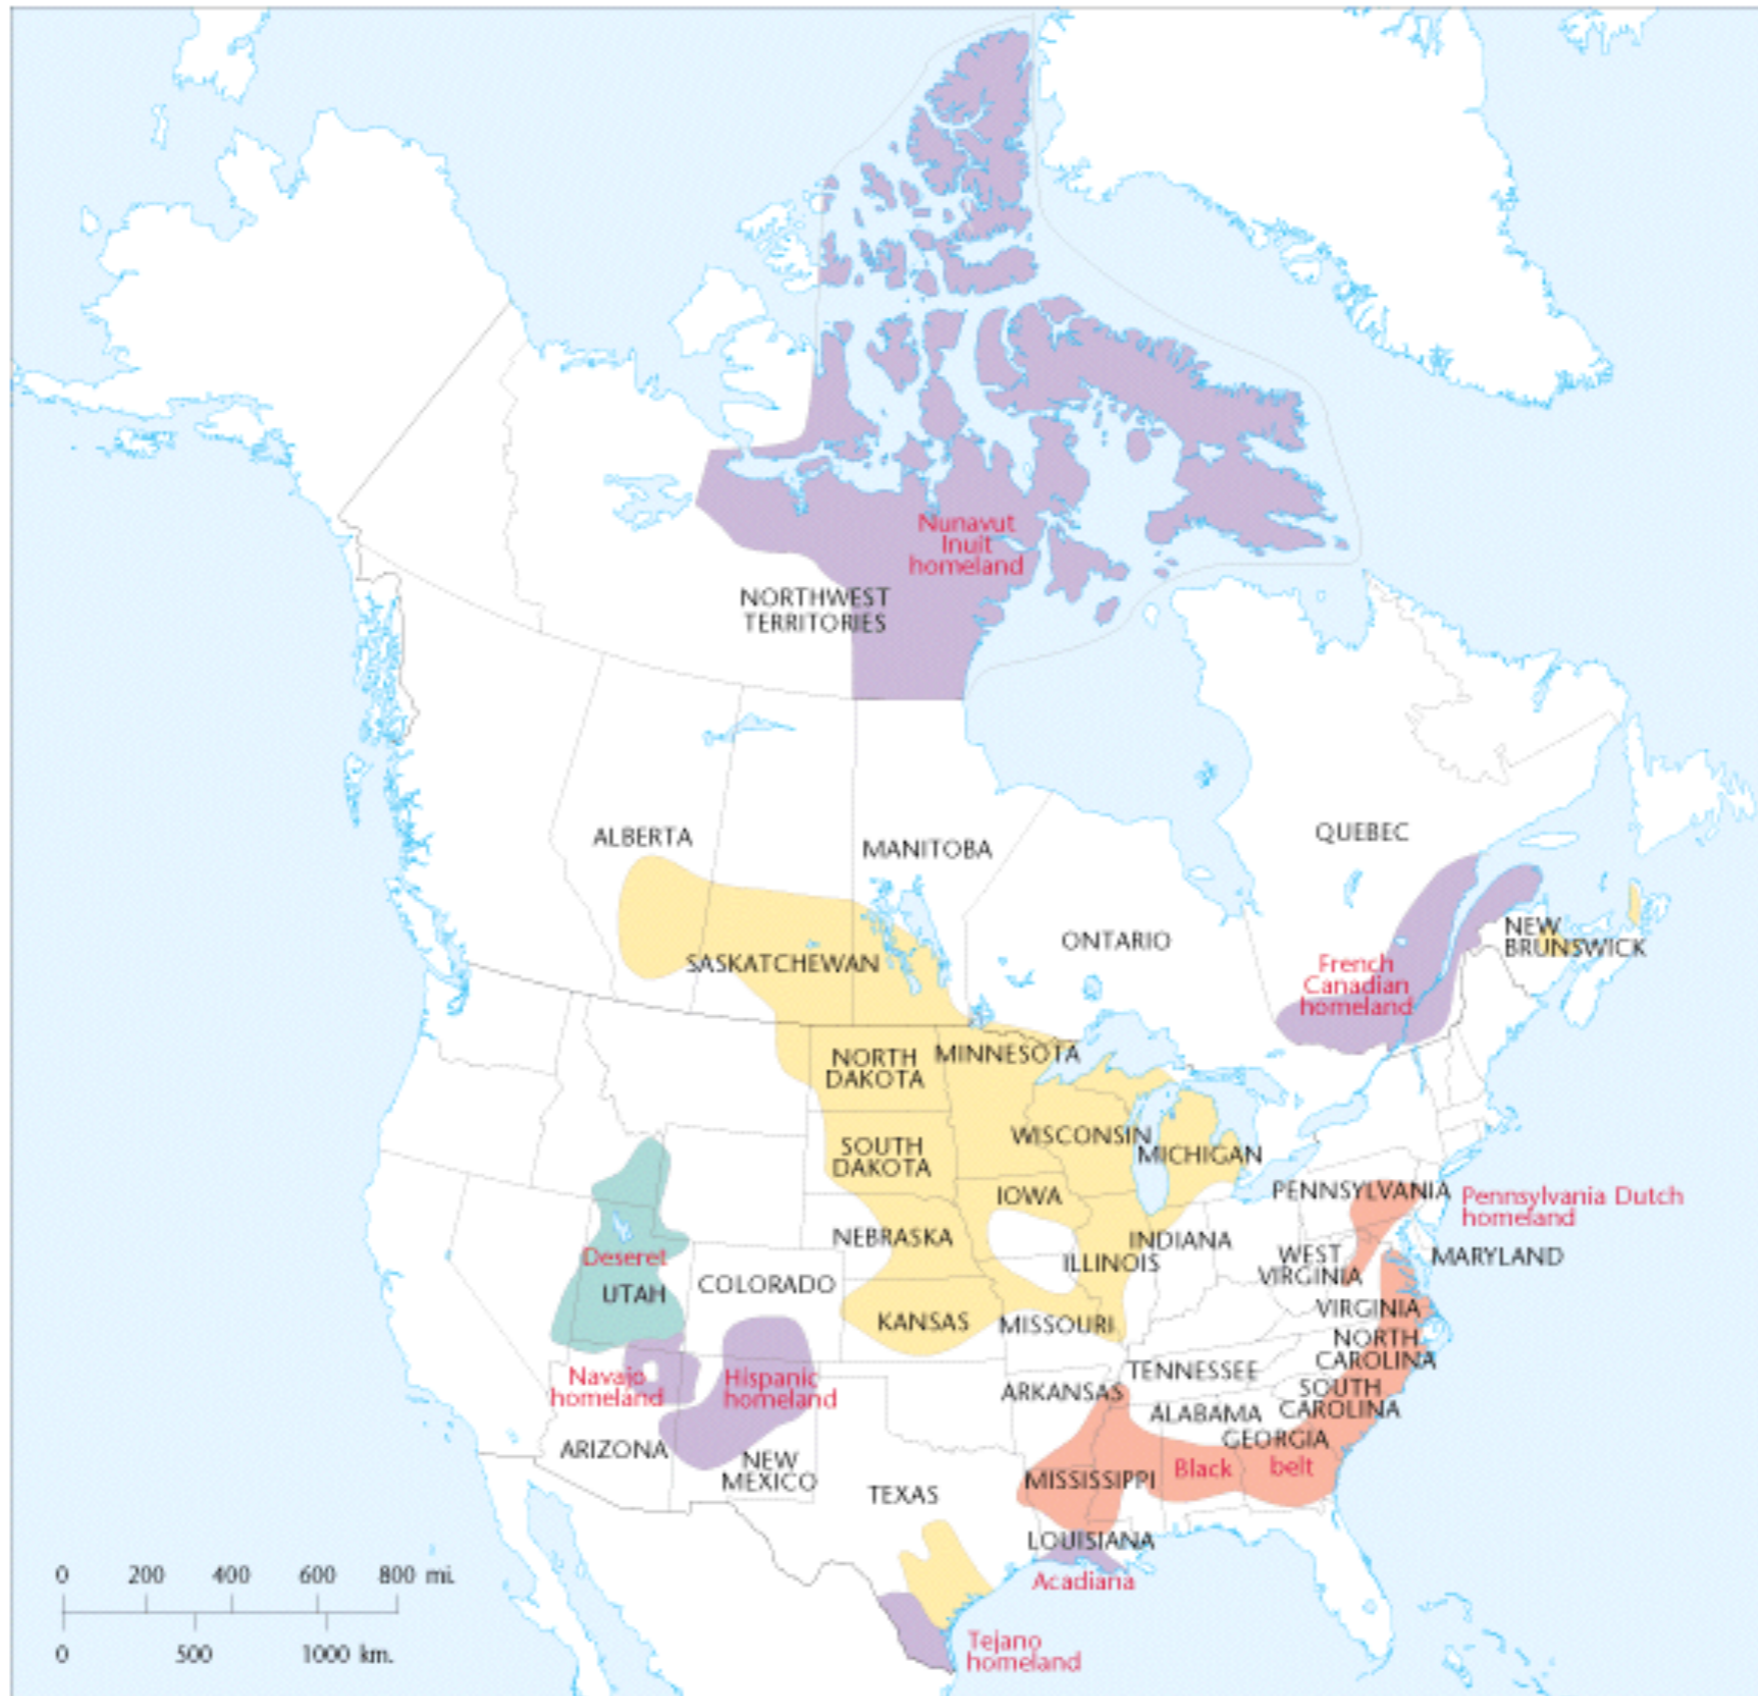 Nunavut
Inuit
homeland
NORTHWEST
TERRITORIES
ALBERTA
MANITOBA
QUEBEC
SASKATCHEWAN
ONTARIO
NEW
BRUNSWICK
French
Canadian
homeland
NORTH
DAKOTA
MINNESOTA
SOUTH
DAKOTA
WISCONSIN
MICHIGAN
IOWA
PENNSYLVANIA
Pennsylvania Dutch
homeland
NEBRASKA
INDIANA
ILLINOIS
WEST
VIRGINIA
MARYLAND
Deseret
UTAH
COLORADO
KANSAS
MISSOURI
VIRGINIA
NORTH
CAROLINA
Navajo
homeland
Hispanic
homeland
TENNESSEE
ARKANSAS
SOUTH
CAROLINA
ALABAMA
GEORGIA
ARIZONA
NEW
MEXICO
TEXAS
MISSISSIPPI
Black belt
LOUISIANA
Acadiana
Tejano
homeland
0 200 400 600 800 mi.
0 500 1000 km.